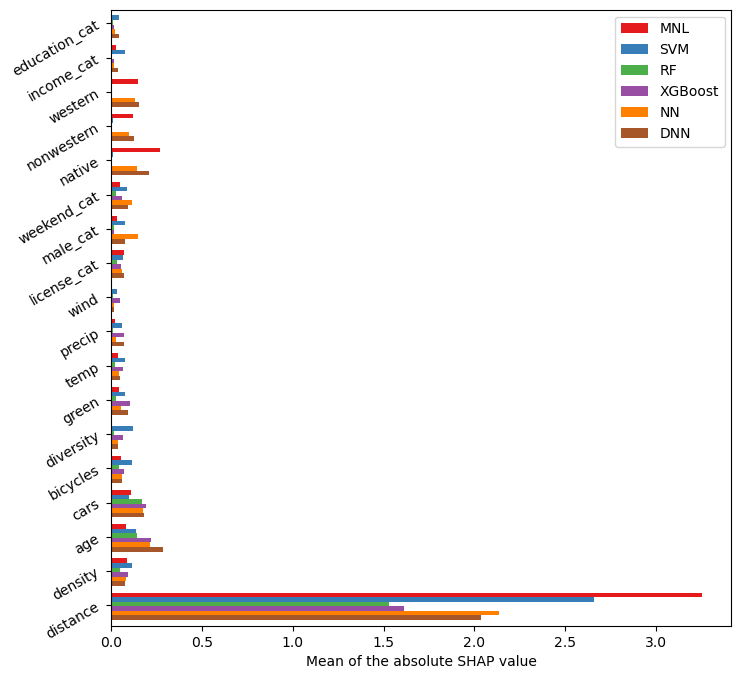 education_cat
income_cat
western
nonwestern
native
weekend_cat
male_cat
license_cat
wind
precip
temp
green
diversity
bicycles
cars
age
density
distance
MNL
SVM
RF
XGBoost
NN
DNN
0.0 0.5 1.0 1.5 2.0 2.5 3.0
Mean of the absolute SHAP value